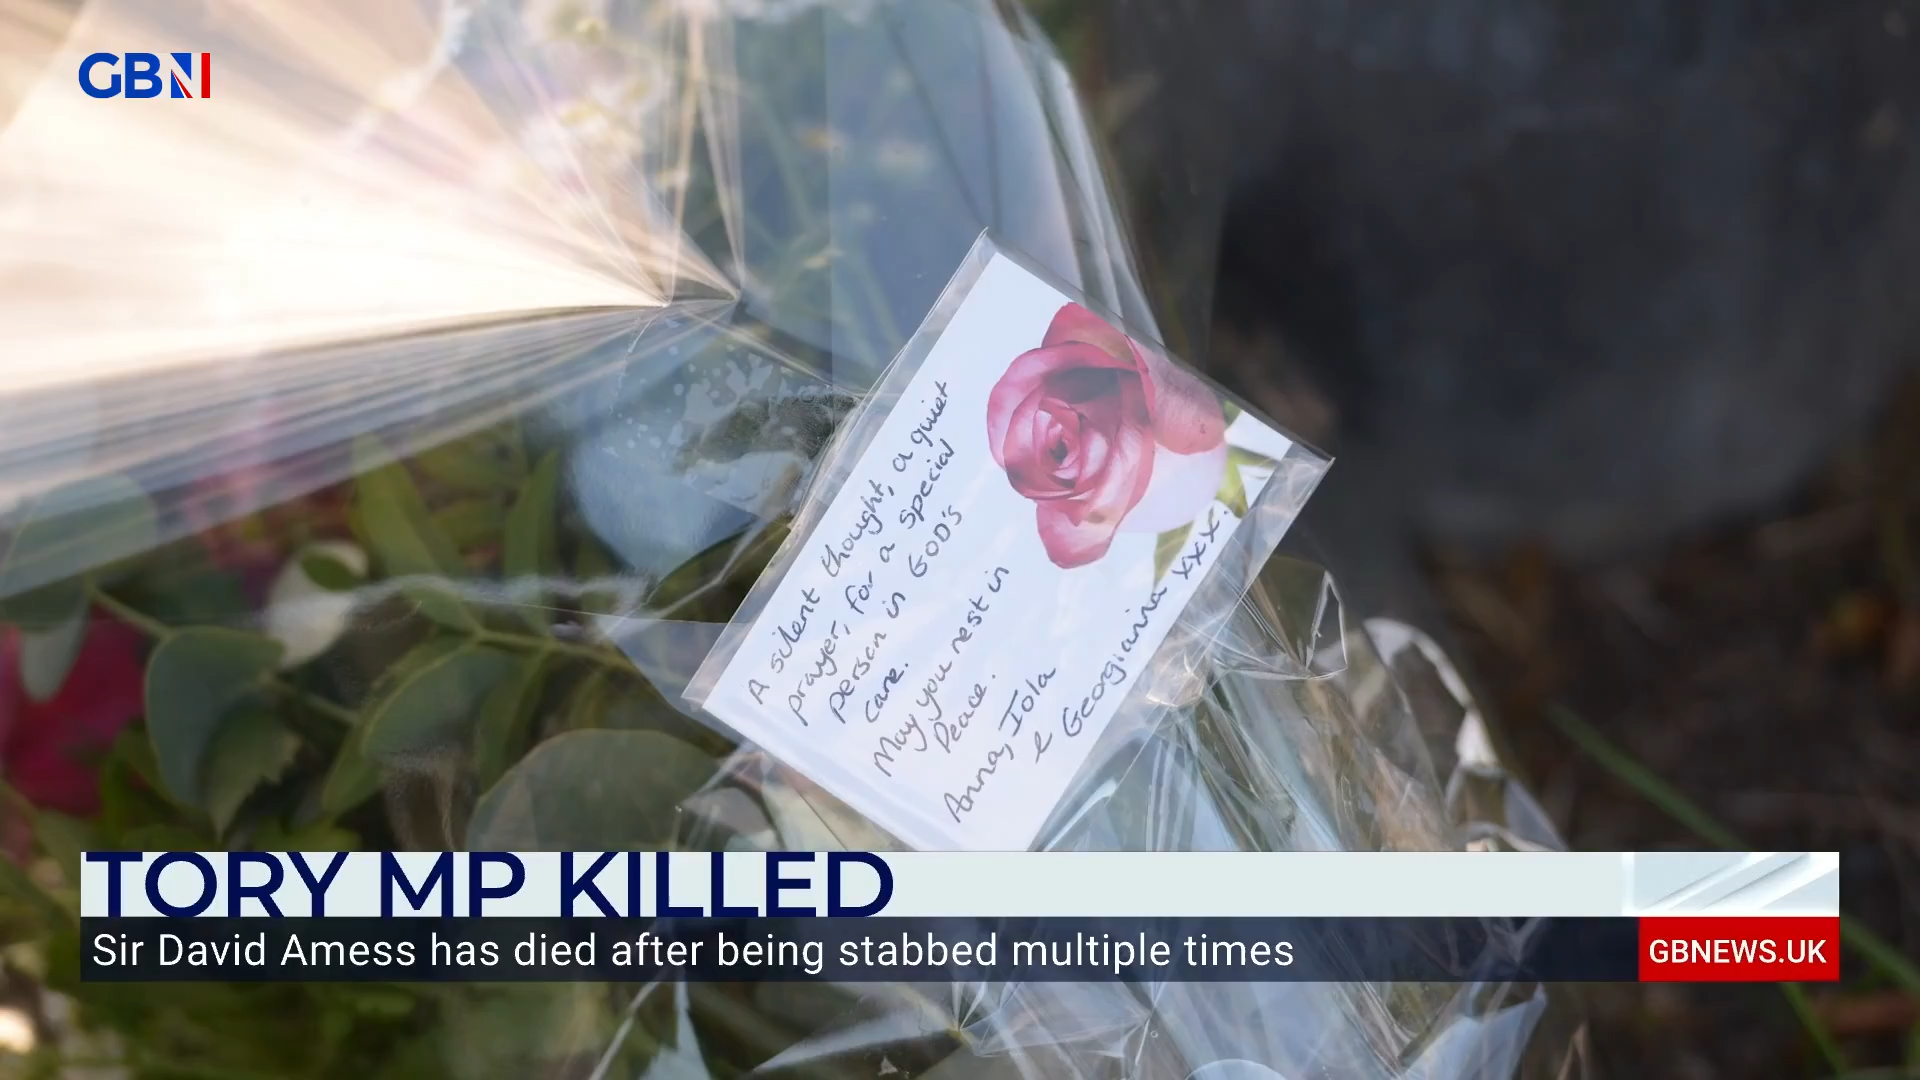 GBN
A silent thought, a quiet
prayer, for a special
person in GOD'S
care.
May you rest in
Peace.
Anna, Iola
& Georgianna xxx.
TORY MP KILLED
Sir David Amess has died after being stabbed multiple times
GBNEWS.UK